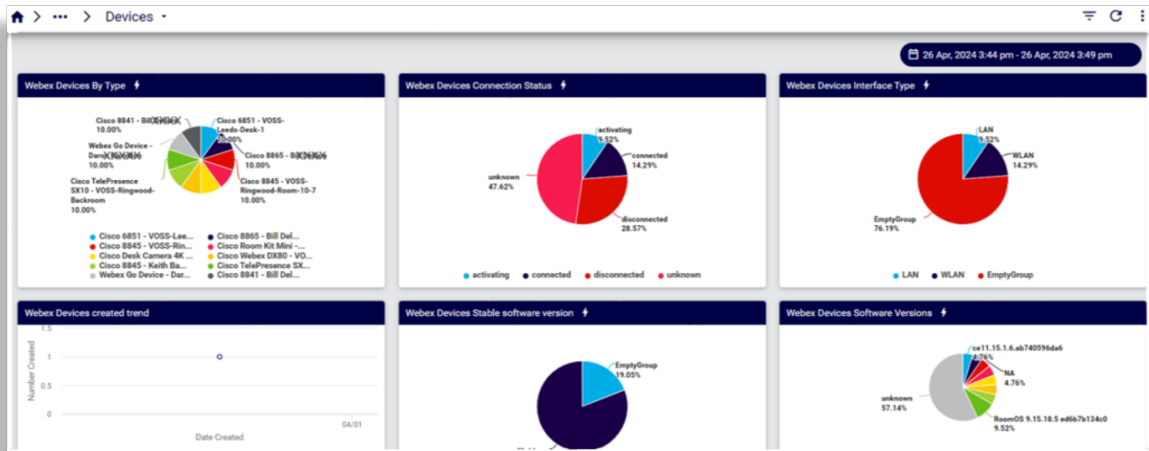 Devices
26 Apr, 2024 3:44 pm - 26 Apr, 2024 3:49 pm
Webex Devices By Type
Cisco 8841 - Bill
10.00%
Cisco 6851 - VOSS-
Leeds-Desk-1
10.00%
Webex Go Device -
10.00%
Cisco 8865 -
10.00%
Cisco TelePresence
SX10 - VOSS-Ringwood-
Backroom
10.00%
Cisco 8845 - VOSS-
Ringwood-Room-10-7
10.00%
Cisco 6851 - VOSS-Lee...
Cisco 8865 - Bill Del...
Cisco 8845 - VOSS-Rin...
Cisco Room Kit Mini -...
Cisco Desk Camera 4K ...
Cisco Webex DX80 - VO...
Cisco 8845 - Keith Ba...
Cisco TelePresence SX...
Webex Go Device - Dar...
Cisco 8841 - Bill Del...
Webex Devices Connection Status
activating
9.52%
connected
14.29%
unknown
47.62%
disconnected
28.57%
activating
connected
disconnected
unknown
Webex Devices Interface Type
LAN
9.52%
WLAN
14.29%
EmptyGroup
76.19%
LAN
WLAN
EmptyGroup
Webex Devices created trend
Number Created
1.5
1
0.5
0
04/01
Date Created
Webex Devices Stable software version
EmptyGroup
19.05%
Webex Devices Software Versions
ce11.15.1.6.ab740596da6
4.76%
NA
4.76%
unknown
57.14%
RoomOS 9.15.18.5 ed6b7b134c0
9.52%